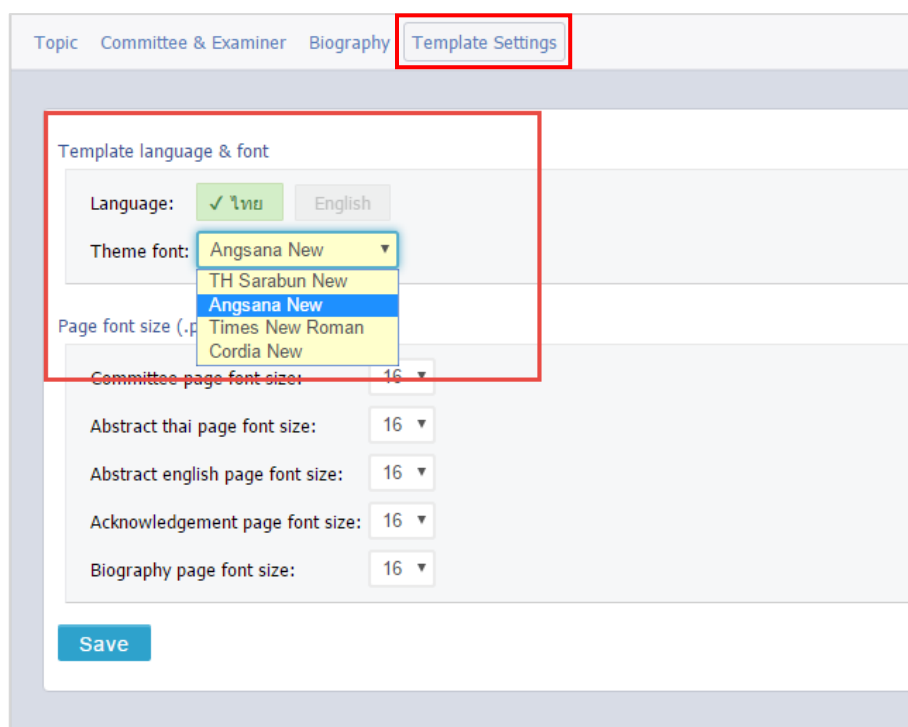 Topic Committee & Examiner Biography Template Settings
Template language & font
Language: ✓ ไทย English
Theme font: Angsana New
TH Sarabun New
Angsana New
Page font size (.p
Times New Roman
Cordia New
Committee page font size: 16
Abstract thai page font size: 16
Abstract english page font size: 16
Acknowledgement page font size: 16
Biography page font size: 16
Save